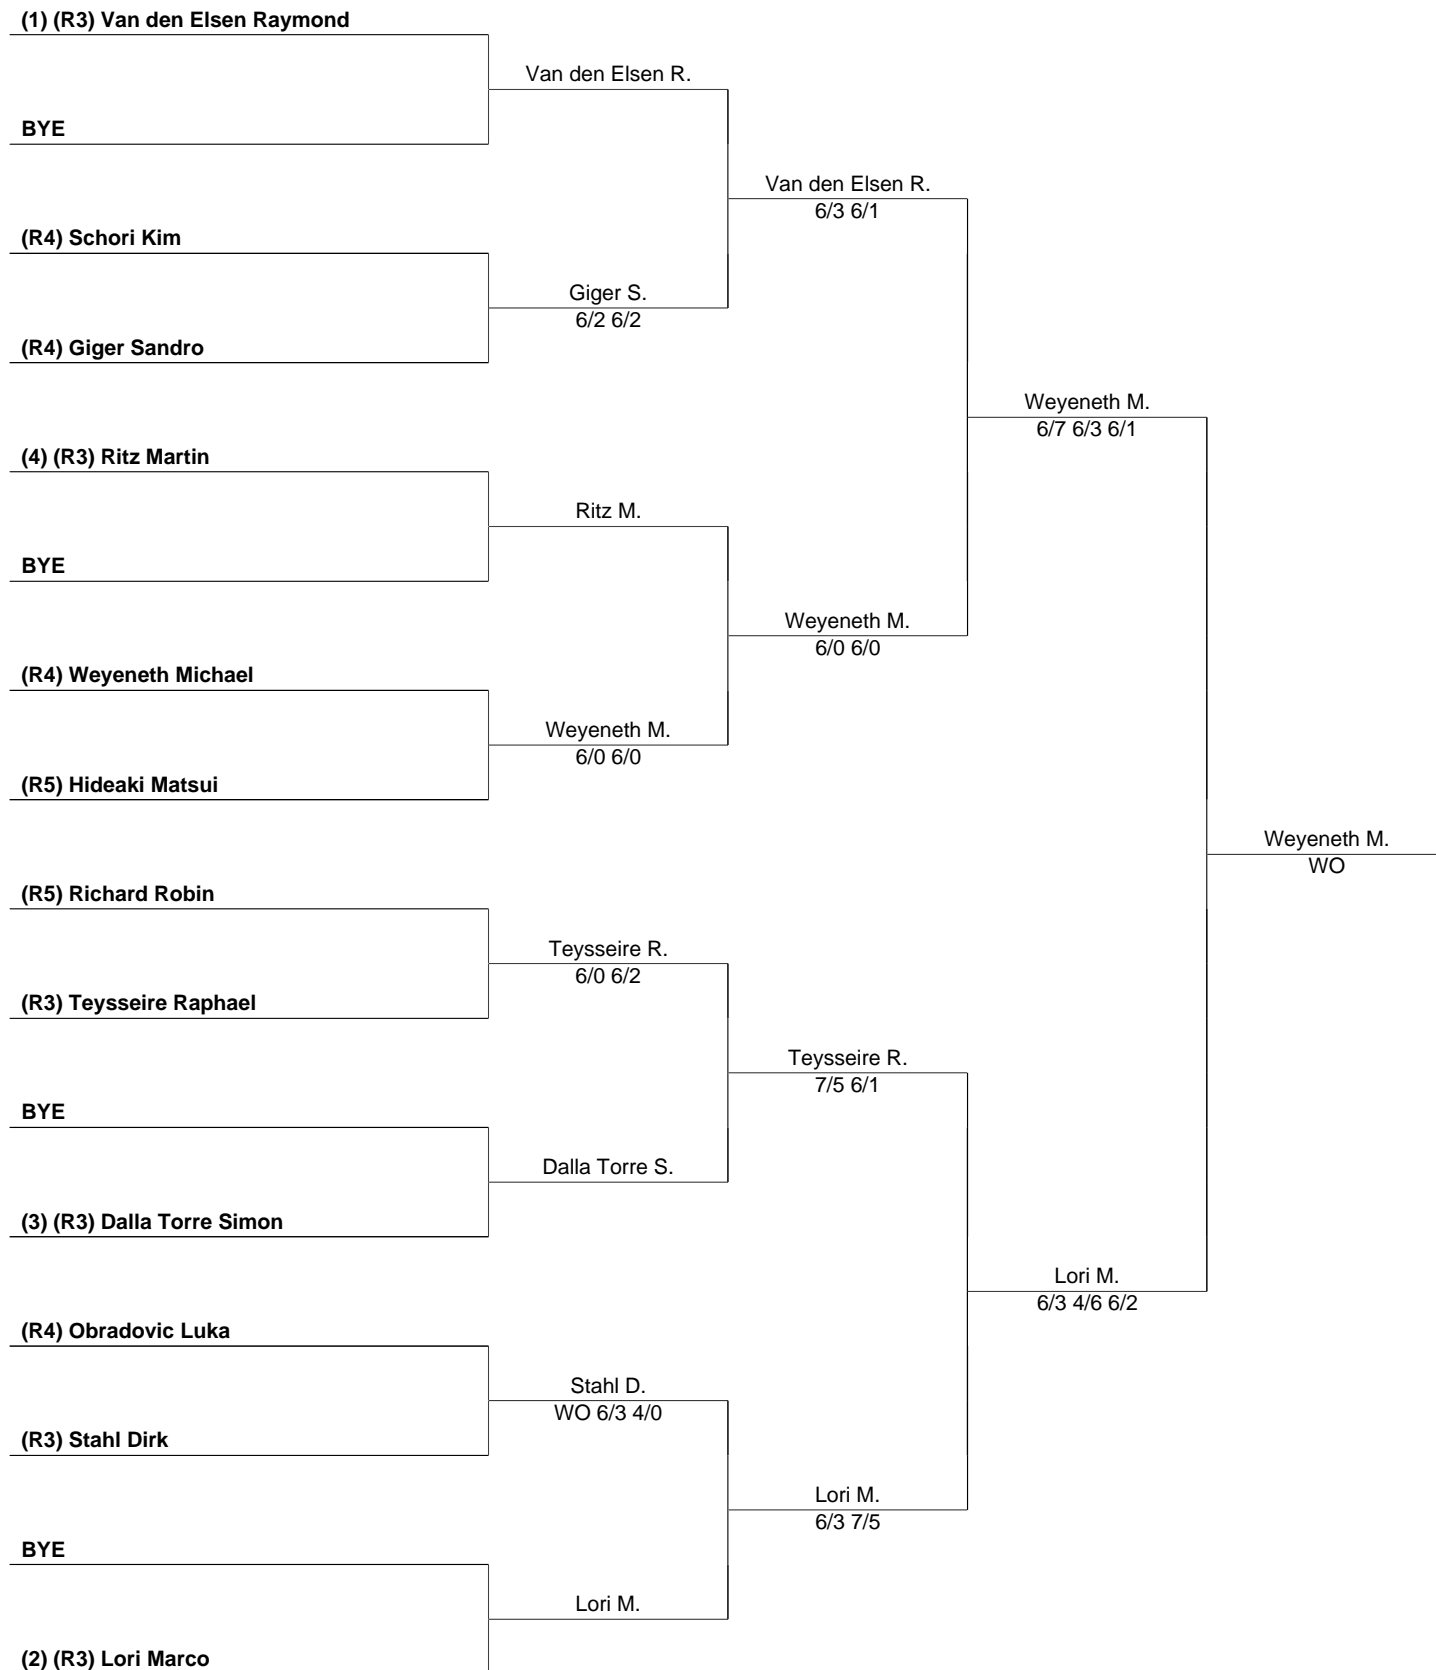 (1) (R3) Van den Elsen Raymond
Van den Elsen R.
BYE
Van den Elsen R.
6/3 6/1
(R4) Schori Kim
Giger S.
6/2 6/2
(R4) Giger Sandro
Weyeneth M.
6/7 6/3 6/1
(4) (R3) Ritz Martin
Ritz M.
BYE
Weyeneth M.
6/0 6/0
(R4) Weyeneth Michael
Weyeneth M.
6/0 6/0
(R5) Hideaki Matsui
Weyeneth M.
WO
(R5) Richard Robin
Teysseire R.
6/0 6/2
(R3) Teysseire Raphael
Teysseire R.
7/5 6/1
BYE
Dalla Torre S.
(3) (R3) Dalla Torre Simon
Lori M.
6/3 4/6 6/2
(R4) Obradovic Luka
Stahl D.
WO 6/3 4/0
(R3) Stahl Dirk
Lori M.
6/3 7/5
BYE
Lori M.
(2) (R3) Lori Marco